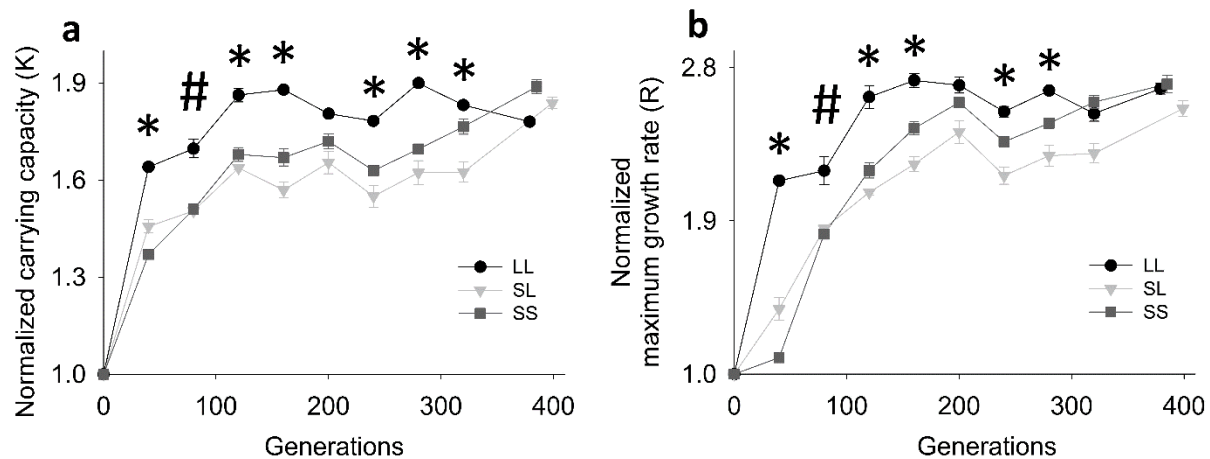 a
Normalized carrying capacity (K)
1.9
1.6
1.3
1.0
* # * * * * *
LL
SL
SS
0 100 200 300 400
Generations
b
Normalized
maximum growth rate (R)
2.8
1.9
1.0
* # * * * *
LL
SL
SS
0 100 200 300 400
Generations